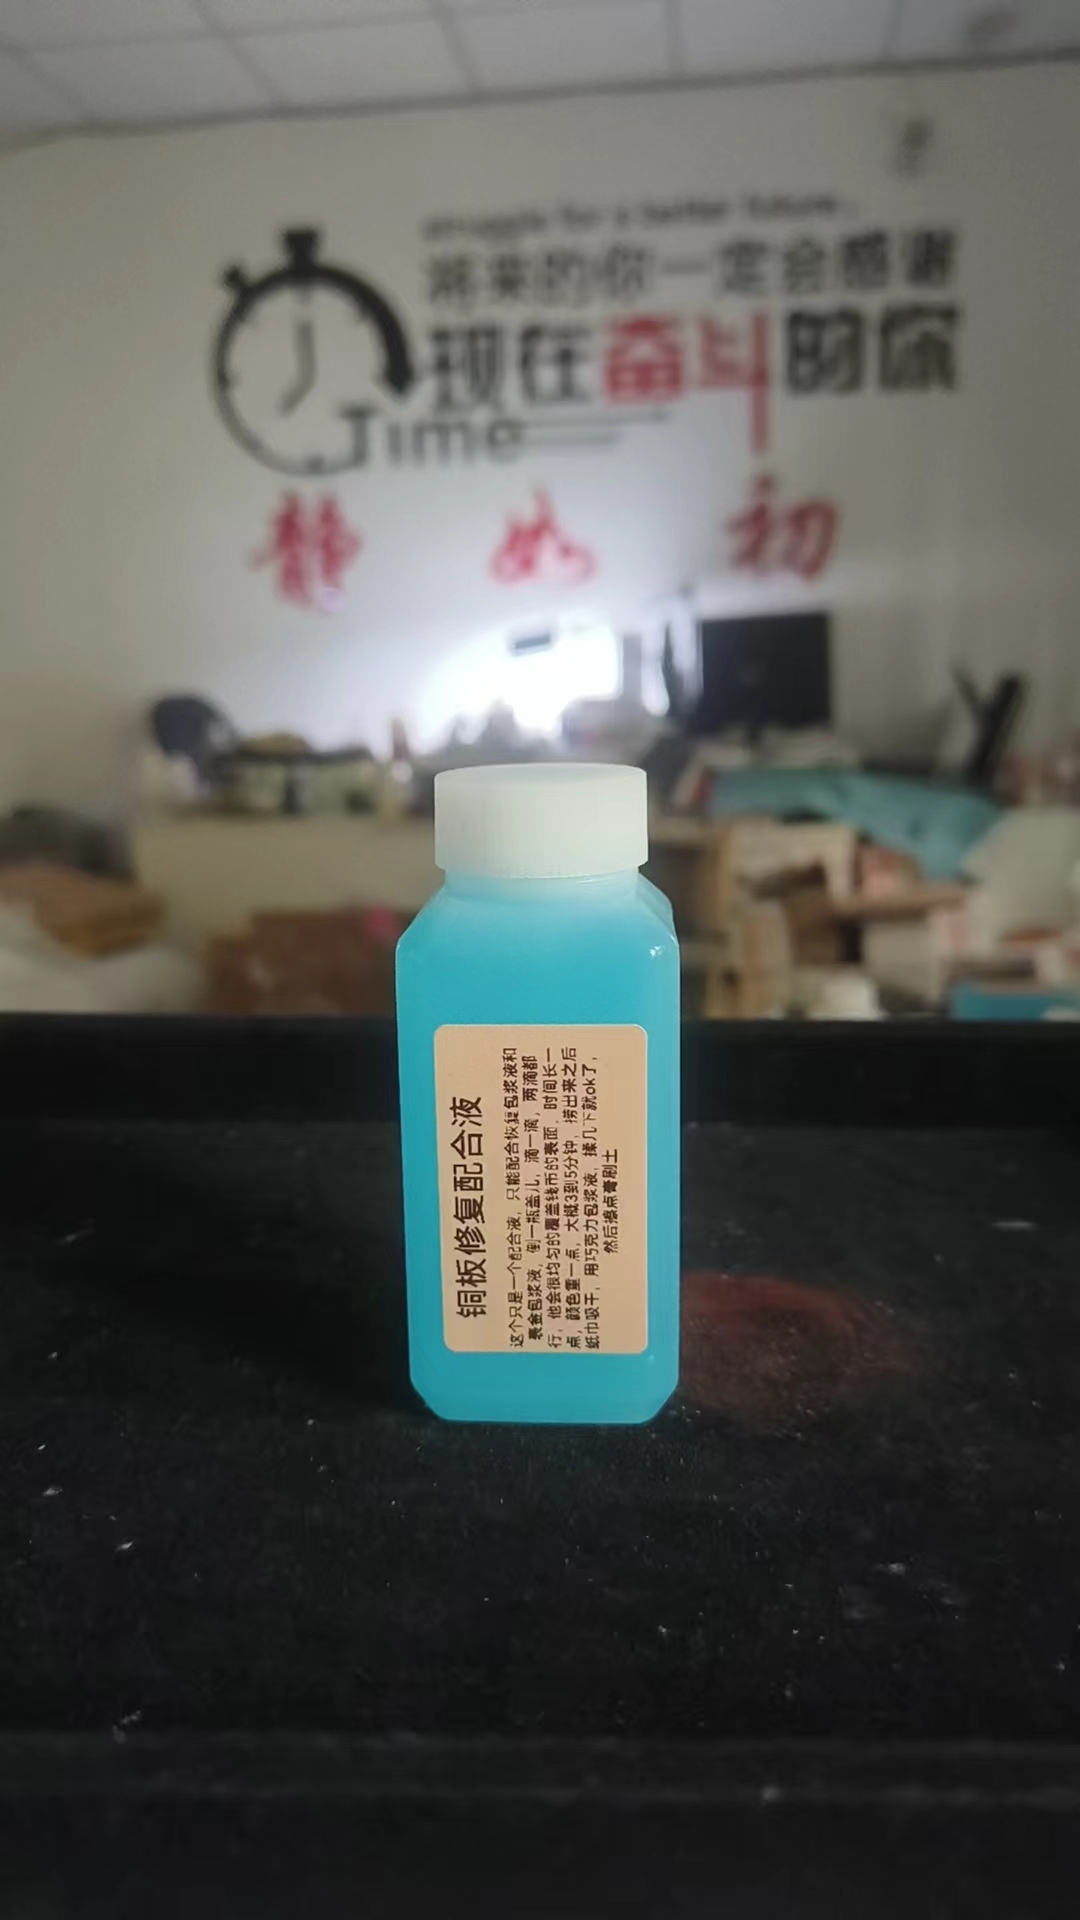 struggle for a better future.
将来的你一定会感谢
现在奋斗的你
Time
静 如 初
铜板修复配合液
这个只是一个配合液，只能配合恢复包浆液和
表金包浆液，倒一瓶盖儿，滴一滴，两滴都
行，他会很均匀的覆盖钱币的表面，时间长一
点，颜色重一点，大概3到5分钟，捞出来之后
纸巾吸干，用巧克力包浆液，揉几下就ok了，
然后擦点膏刷土